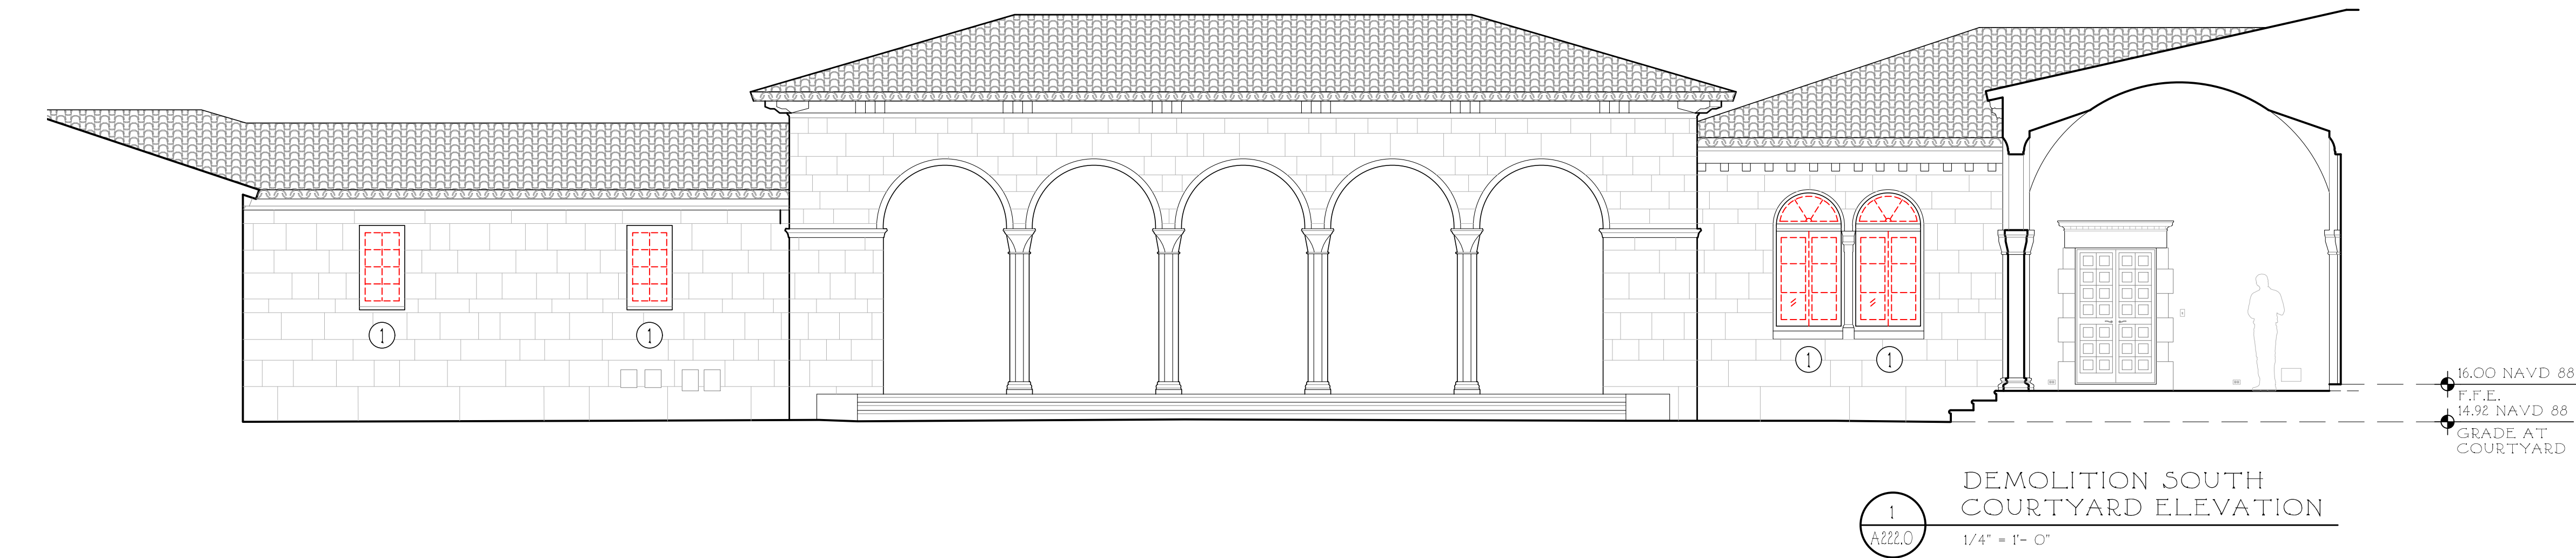 1
1
1
1
16.00 NAVD 88
F.F.E.
14.92 NAVD 88
GRADE AT
COURTYARD
DEMOLITION SOUTH
COURTYARD ELEVATION
1
A222.0
1/4" = 1'- 0"